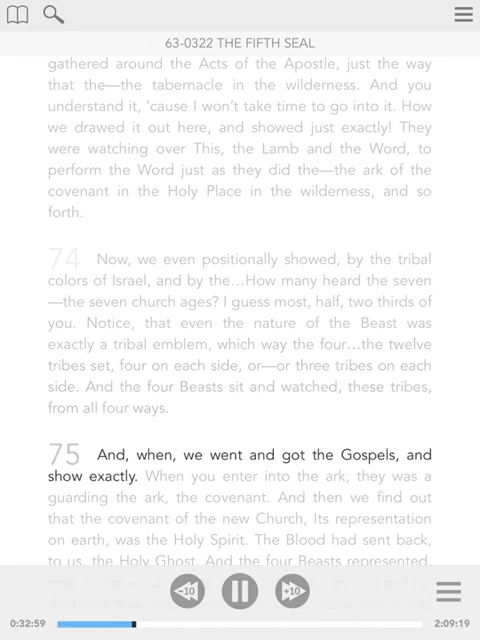 63-0322 THE FIFTH SEAL
gathered around the Acts of the Apostle, just the way
that the—the tabernacle in the wilderness. And you
understand it, ’cause I won’t take time to go into it. How
we drawed it out here, and showed just exactly! They
were watching over This, the Lamb and the Word, to
perform the Word just as they did the—the ark of the
covenant in the Holy Place in the wilderness, and so
forth.
74 Now, we even positionally showed, by the tribal
colors of Israel, and by the…How many heard the seven
—the seven church ages? I guess most, half, two thirds of
you. Notice, that even the nature of the Beast was
exactly a tribal emblem, which way the four…the twelve
tribes set, four on each side, or—or three tribes on each
side. And the four Beasts sit and watched, these tribes,
from all four ways.
75 And, when, we went and got the Gospels, and
show exactly. When you enter into the ark, they was a
guarding the ark, the covenant. And then we find out
that the covenant of the new Church, Its representation
on earth, was the Holy Spirit. The Blood had sent back,
to us, the Holy Ghost. And the four Beasts represented,
-10 +10
0:32:59 2:09:19